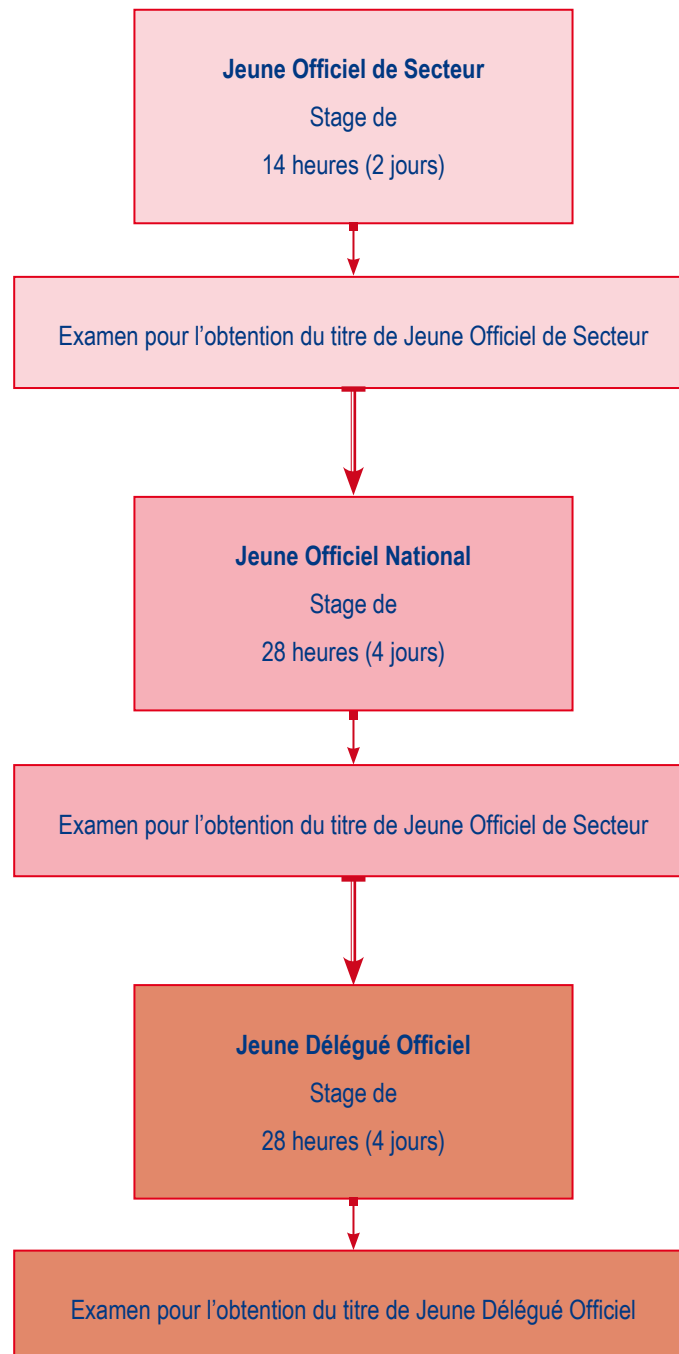 Jeune Officiel de Secteur
Stage de
14 heures (2 jours)
Examen pour l’obtention du titre de Jeune Officiel de Secteur
Jeune Officiel National
Stage de
28 heures (4 jours)
Examen pour l’obtention du titre de Jeune Officiel de Secteur
Jeune Délégué Officiel
Stage de
28 heures (4 jours)
Examen pour l’obtention du titre de Jeune Délégué Officiel